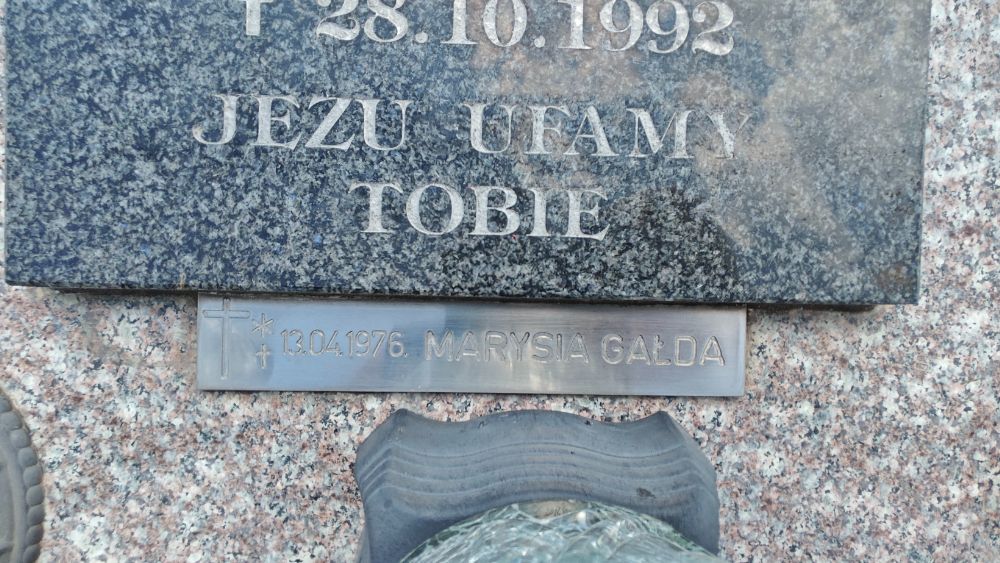 † 28.10.1992
JEZU UFAMY
TOBIE
*
† 13.04.1976. MARYSIA GAŁDA